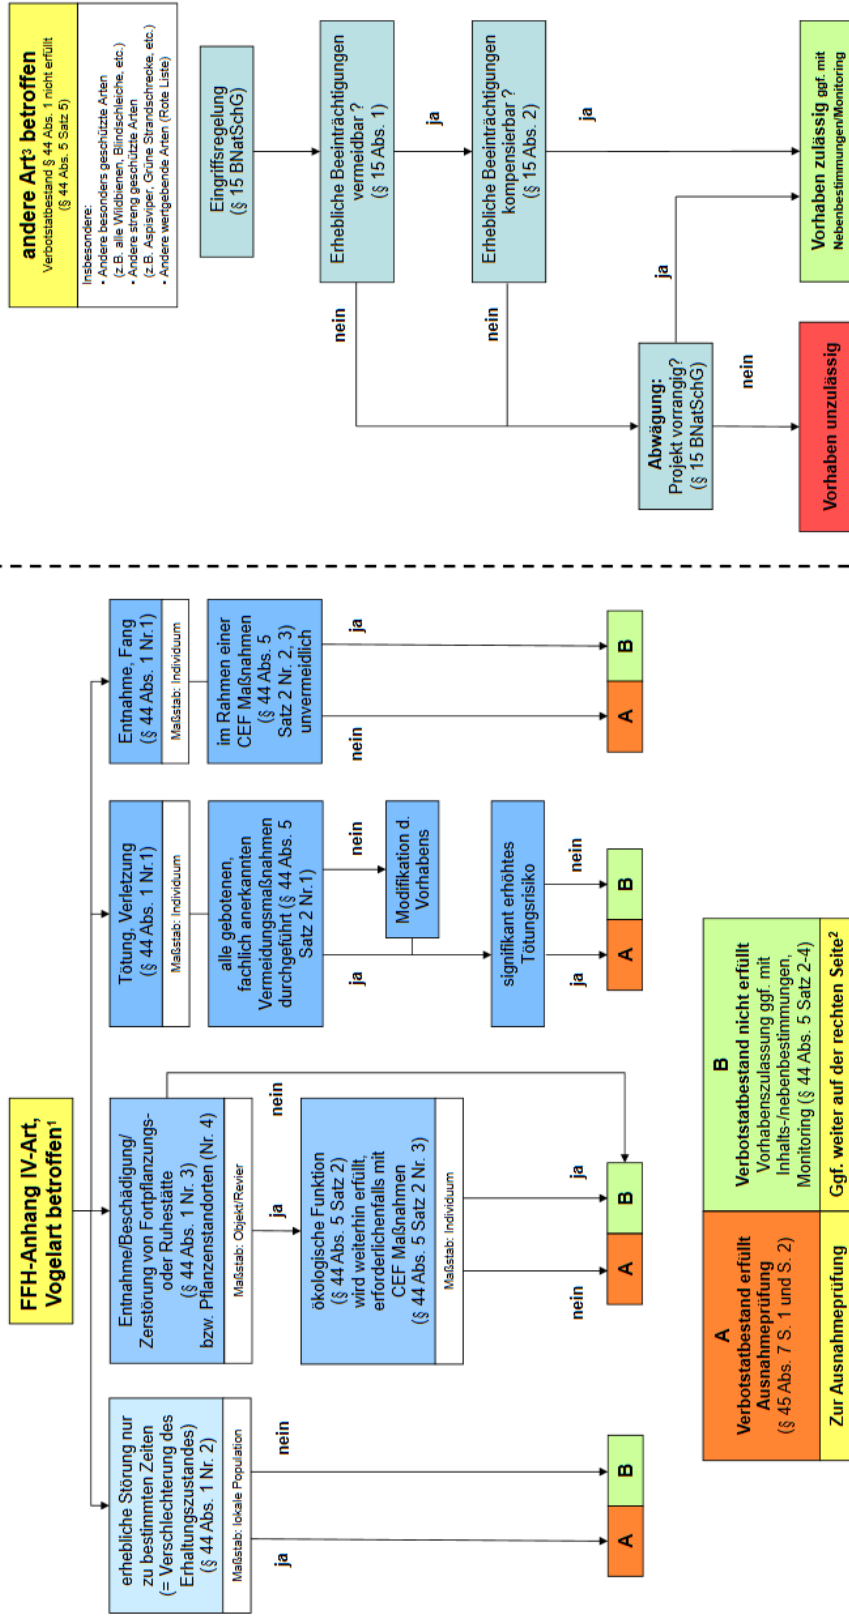 FFH-Anhang IV-Art,
Vogelart betroffen¹
erhebliche Störung nur
zu bestimmten Zeiten
(= Verschlechterung des
Erhaltungszustandes)
(§ 44 Abs. 1 Nr. 2)
Maßstab: lokale Population
ja
nein
A
B
Entnahme/Beschädigung/
Zerstörung von Fortpflanzungs-
oder Ruhestätte
(§ 44 Abs. 1 Nr. 3)
bzw. Pflanzenstandorten (Nr. 4)
Maßstab: Objekt/Revier
ja
nein
ökologische Funktion
(§ 44 Abs. 5 Satz 2)
wird weiterhin erfüllt,
erforderlichenfalls mit
CEF Maßnahmen
(§ 44 Abs. 5 Satz 2 Nr. 3)
Maßstab: Individuum
nein
ja
A
B
Tötung, Verletzung
(§ 44 Abs. 1 Nr.1)
Maßstab: Individuum
alle gebotenen,
fachlich anerkannten
Vermeidungsmaßnahmen
durchgeführt (§ 44 Abs. 5
Satz 2 Nr.1)
ja
nein
Modifikation d.
Vorhabens
signifikant erhöhtes
Tötungsrisiko
ja
nein
A
B
Entnahme, Fang
(§ 44 Abs. 1 Nr.1)
Maßstab: Individuum
im Rahmen einer
CEF Maßnahmen
(§ 44 Abs. 5
Satz 2 Nr. 2, 3)
unvermeidlich
nein
ja
A
B
A
Verbotstatbestand erfüllt
Ausnahmeprüfung
(§ 45 Abs. 7 S. 1 und S. 2)
Zur Ausnahmeprüfung
B
Verbotstatbestand nicht erfüllt
Vorhabenszulassung ggf. mit
Inhalts-/nebenbestimmungen,
Monitoring (§ 44 Abs. 5 Satz 2-4)
Ggf. weiter auf der rechten Seite²
andere Art³ betroffen
Verbotstatbestand § 44 Abs. 1 nicht erfüllt
(§ 44 Abs. 5 Satz 5)
Insbesondere:
• Andere besonders geschützte Arten
(z.B. alle Wildbienen, Blindschleiche, etc.)
• Andere streng geschützte Arten
(z.B. Aspisviper, Grüne Strandschrecke, etc.)
• Andere wertgebende Arten (Rote Liste)
Eingriffsregelung
(§ 15 BNatSchG)
Erhebliche Beeinträchtigungen
vermeidbar ?
(§ 15 Abs. 1)
nein
ja
Erhebliche Beeinträchtigungen
kompensierbar ?
(§ 15 Abs. 2)
nein
ja
Abwägung:
Projekt vorrangig?
(§ 15 BNatSchG)
nein
ja
Vorhaben unzulässig
Vorhaben zulässig ggf. mit
Nebenbestimmungen/Monitoring